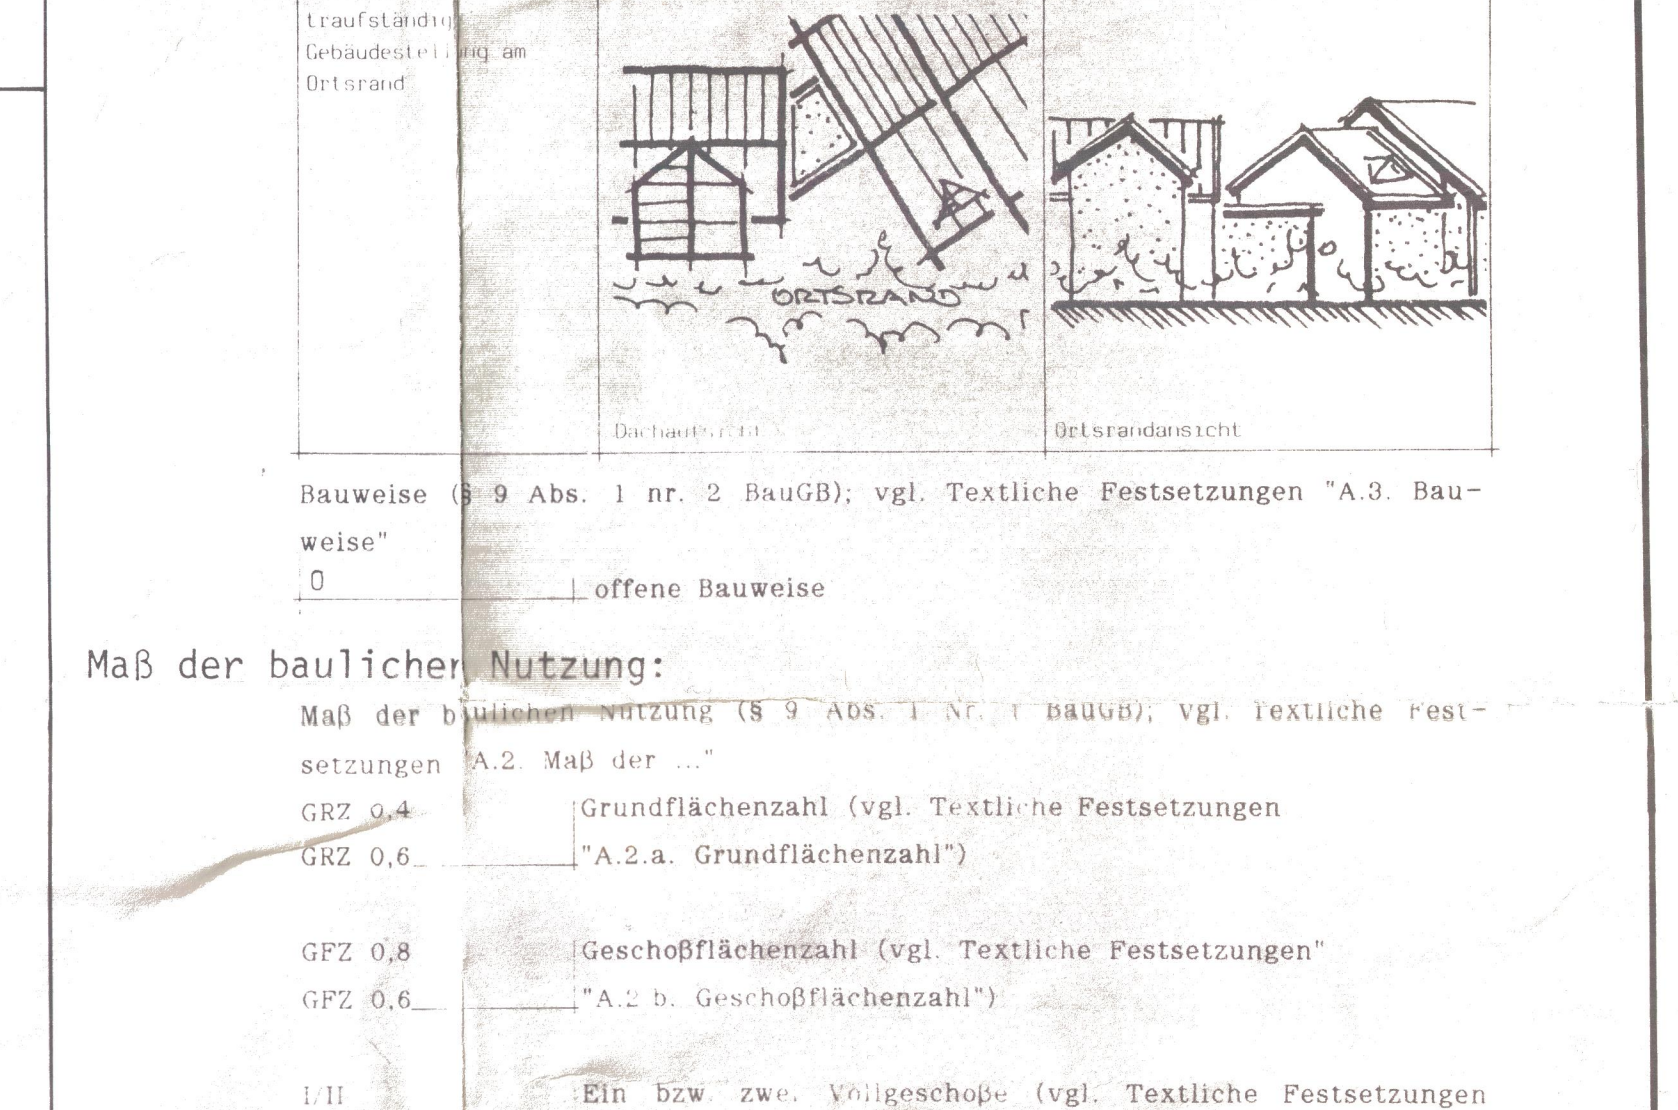 traufständig
Gebäudestellung am
Ortsrand
ORTSRAND
Dachaufsicht
Ortsrandansicht
Bauweise (§ 9 Abs. 1 nr. 2 BauGB); vgl. Textliche Festsetzungen "A.3. Bau-
weise"
O
offene Bauweise
Maß der baulichen Nutzung:
Maß der baulichen Nutzung (§ 9 Abs. 1 Nr. 1 BauGB); vgl. Textliche Fest-
setzungen "A.2. Maß der ..."
GRZ 0,4 Grundflächenzahl (vgl. Textliche Festsetzungen
GRZ 0,6 "A.2.a. Grundflächenzahl")
GFZ 0,8 Geschoßflächenzahl (vgl. Textliche Festsetzungen"
GFZ 0,6 "A.2 b. Geschoßflächenzahl")
I/II Ein bzw. zwei Vollgeschoße (vgl. Textliche Festsetzungen